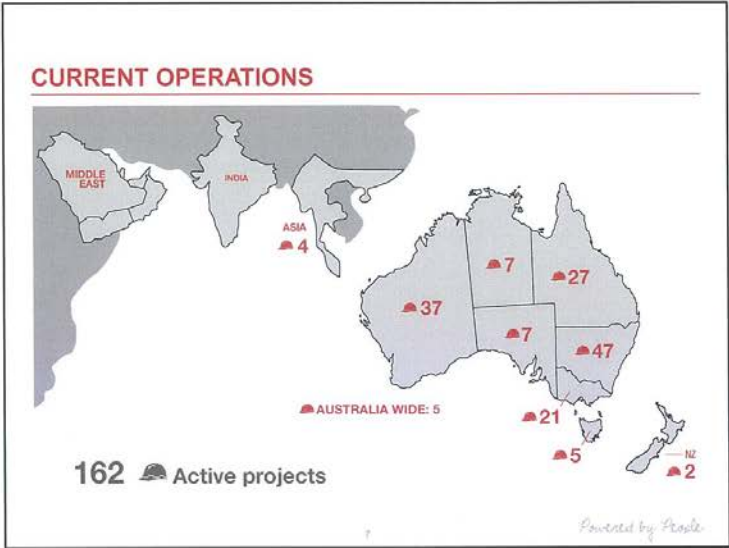 CURRENT OPERATIONS
MIDDLE
EAST
INDIA
ASIA
4
7
27
37
7
47
AUSTRALIA WIDE: 5
21
5
NZ
2
162 Active projects
7
Powered by People